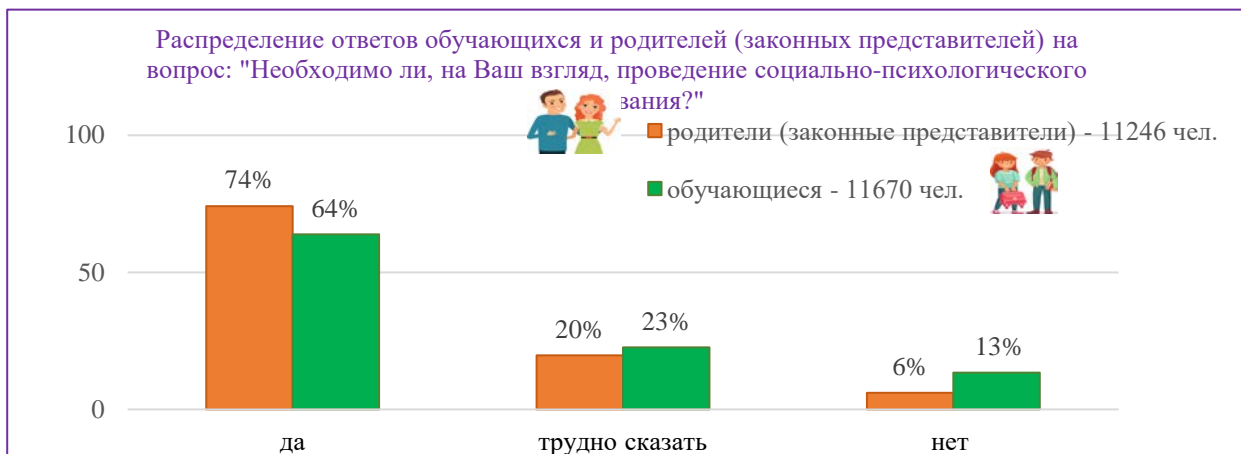 Распределение ответов обучающихся и родителей (законных представителей) на
вопрос: "Необходимо ли, на Ваш взгляд, проведение социально-психологического
вания?"
100
родители (законные представители) - 11246 чел.
74%
обучающиеся - 11670 чел.
64%
50
20%
23%
6%
13%
0
да
трудно сказать
нет